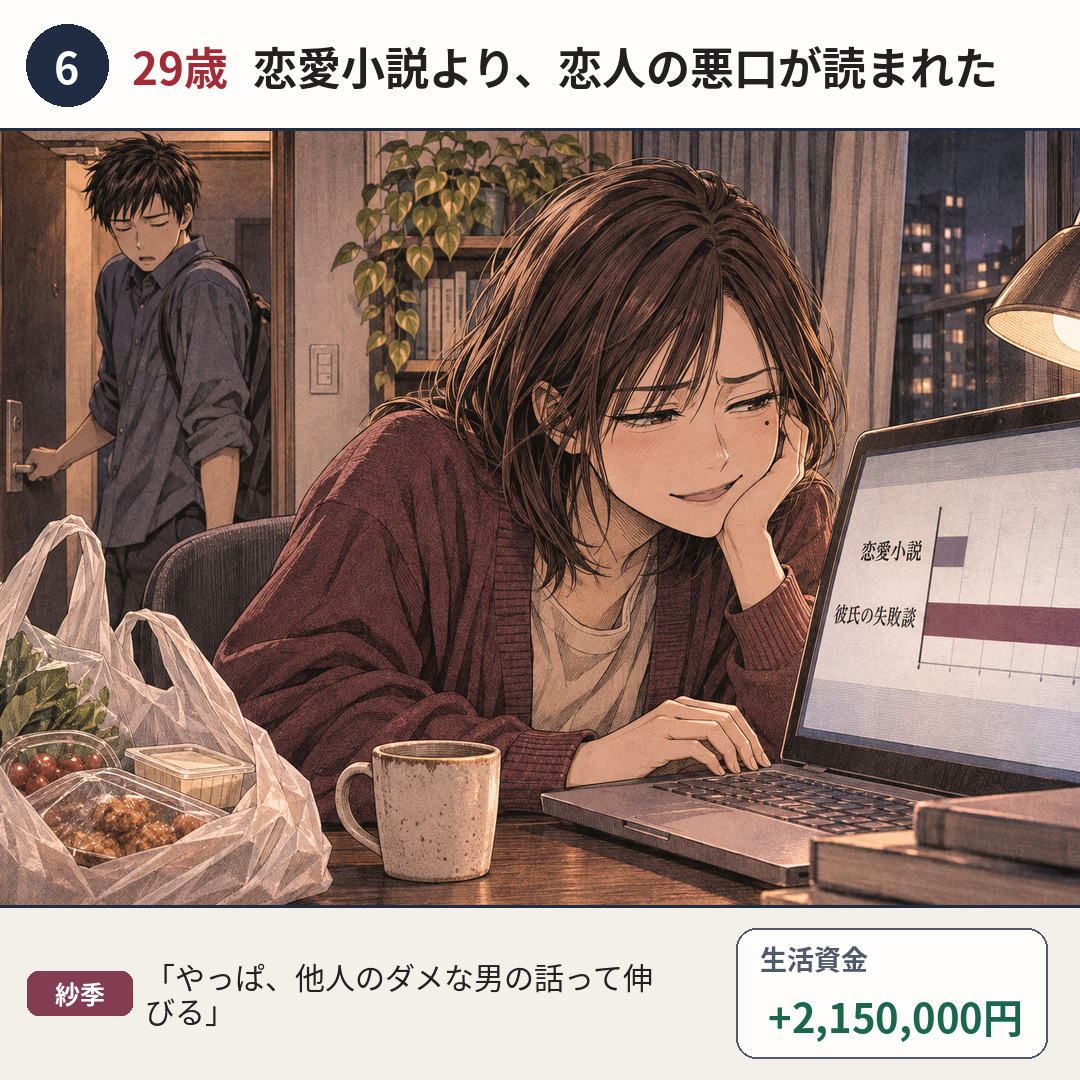 6
29歳 恋愛小説より、恋人の悪口が読まれた
恋愛小説
彼氏の失敗談
紗季
「やっぱ、他人のダメな男の話って伸
びる」
生活資金
+2,150,000円